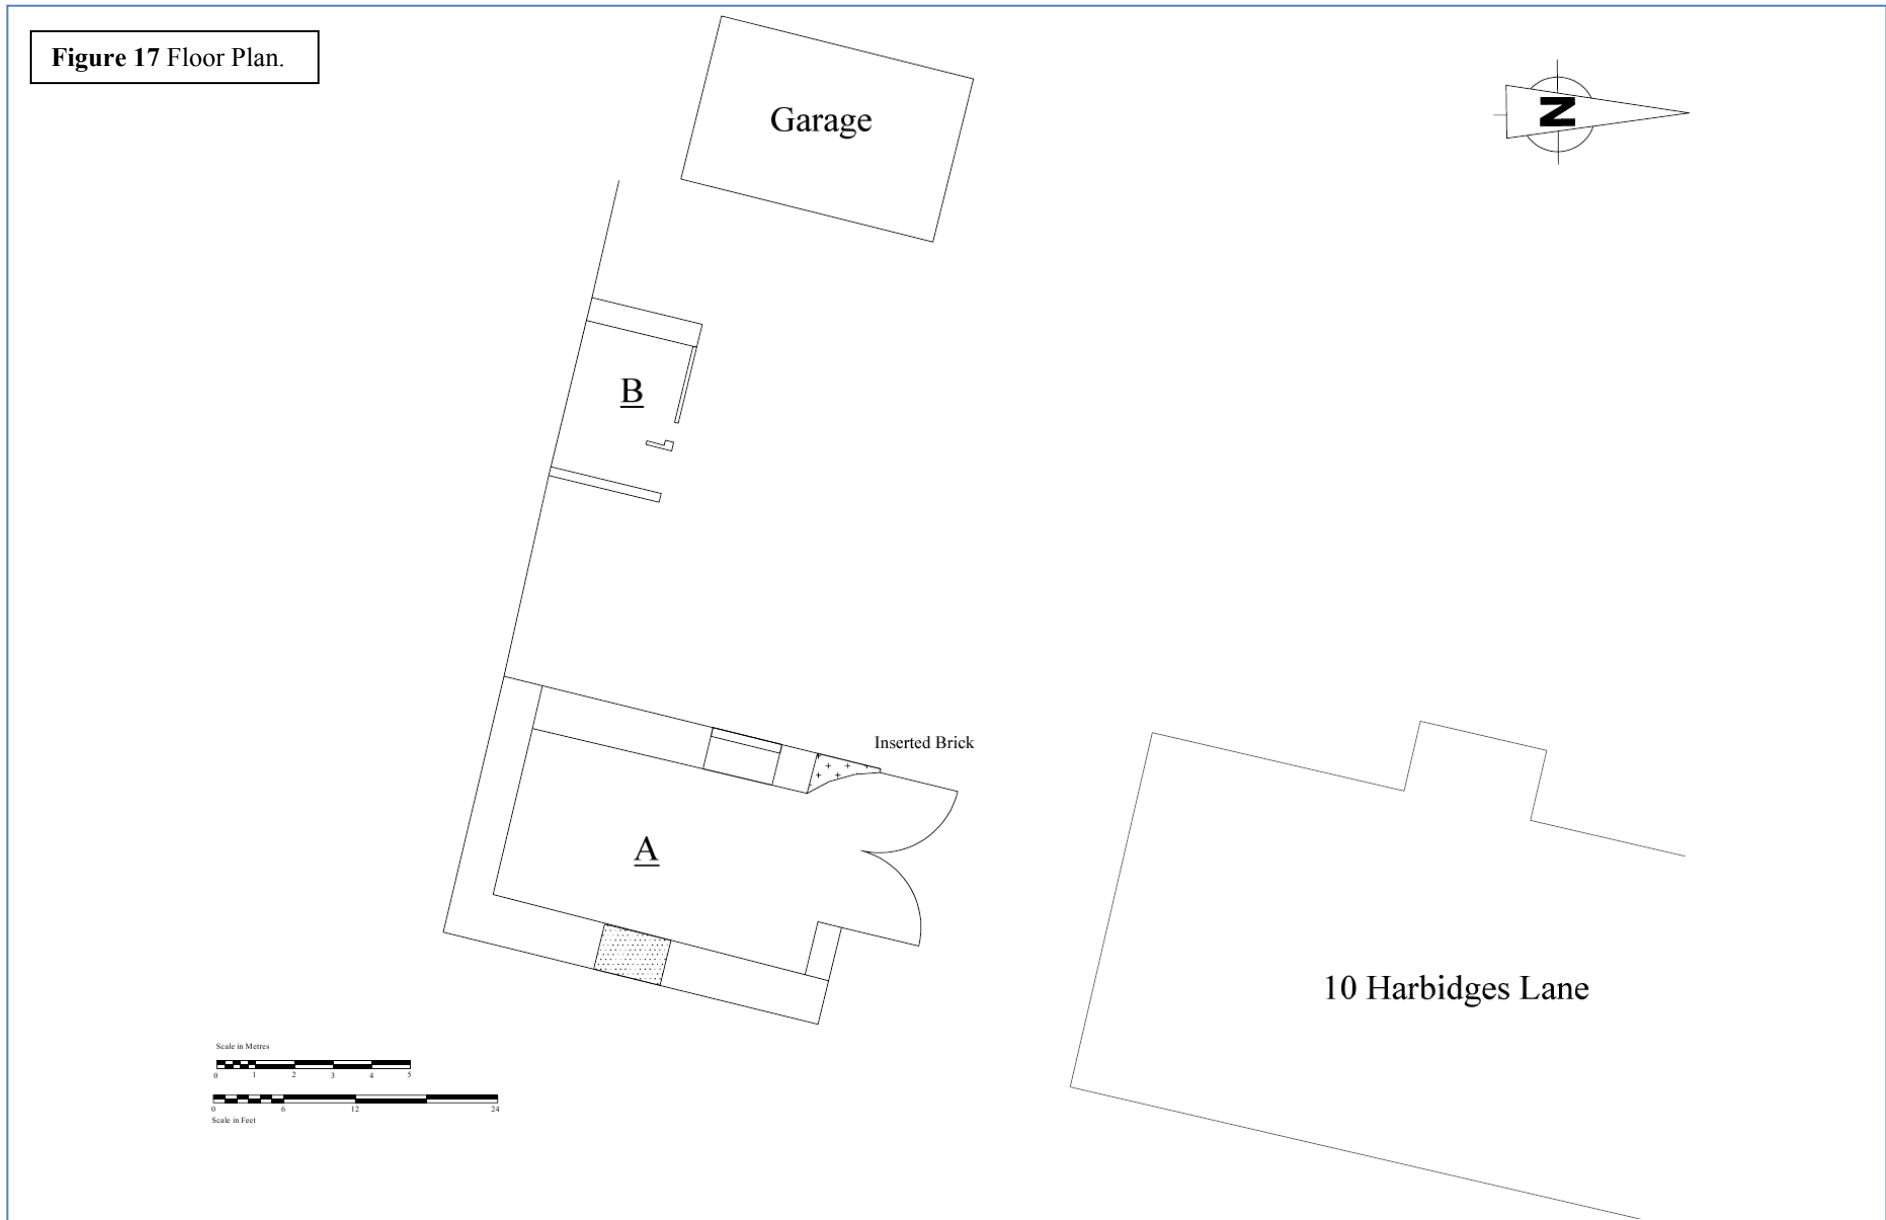 Figure 17 Floor Plan.
Garage
N
B
Inserted Brick
A
10 Harbidges Lane
Scale in Metres
0 1 2 3 4 5
0 6 12 24
Scale in Feet